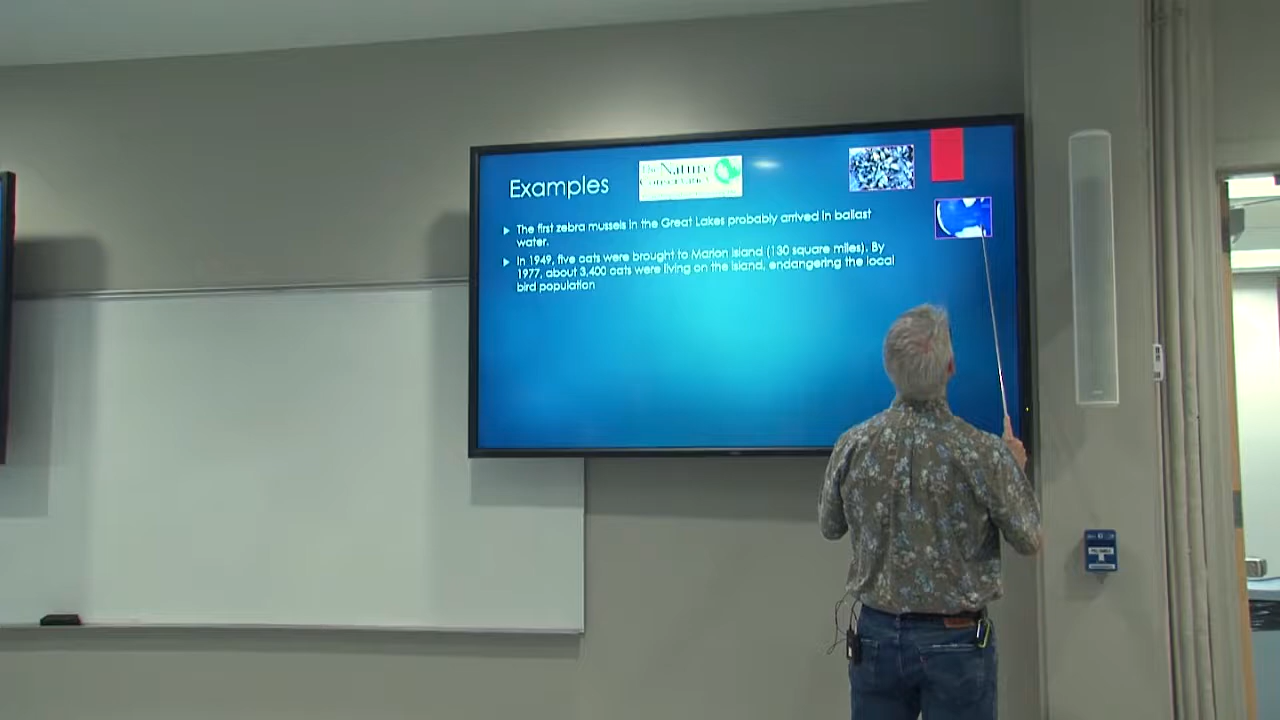 Examples
The Nature
Conservancy
The first zebra mussels in the Great Lakes probably arrived in ballast
water.
In 1949, five cats were brought to Marion Island (130 square miles). By
1977, about 3,400 cats were living on the island, endangering the local
bird population